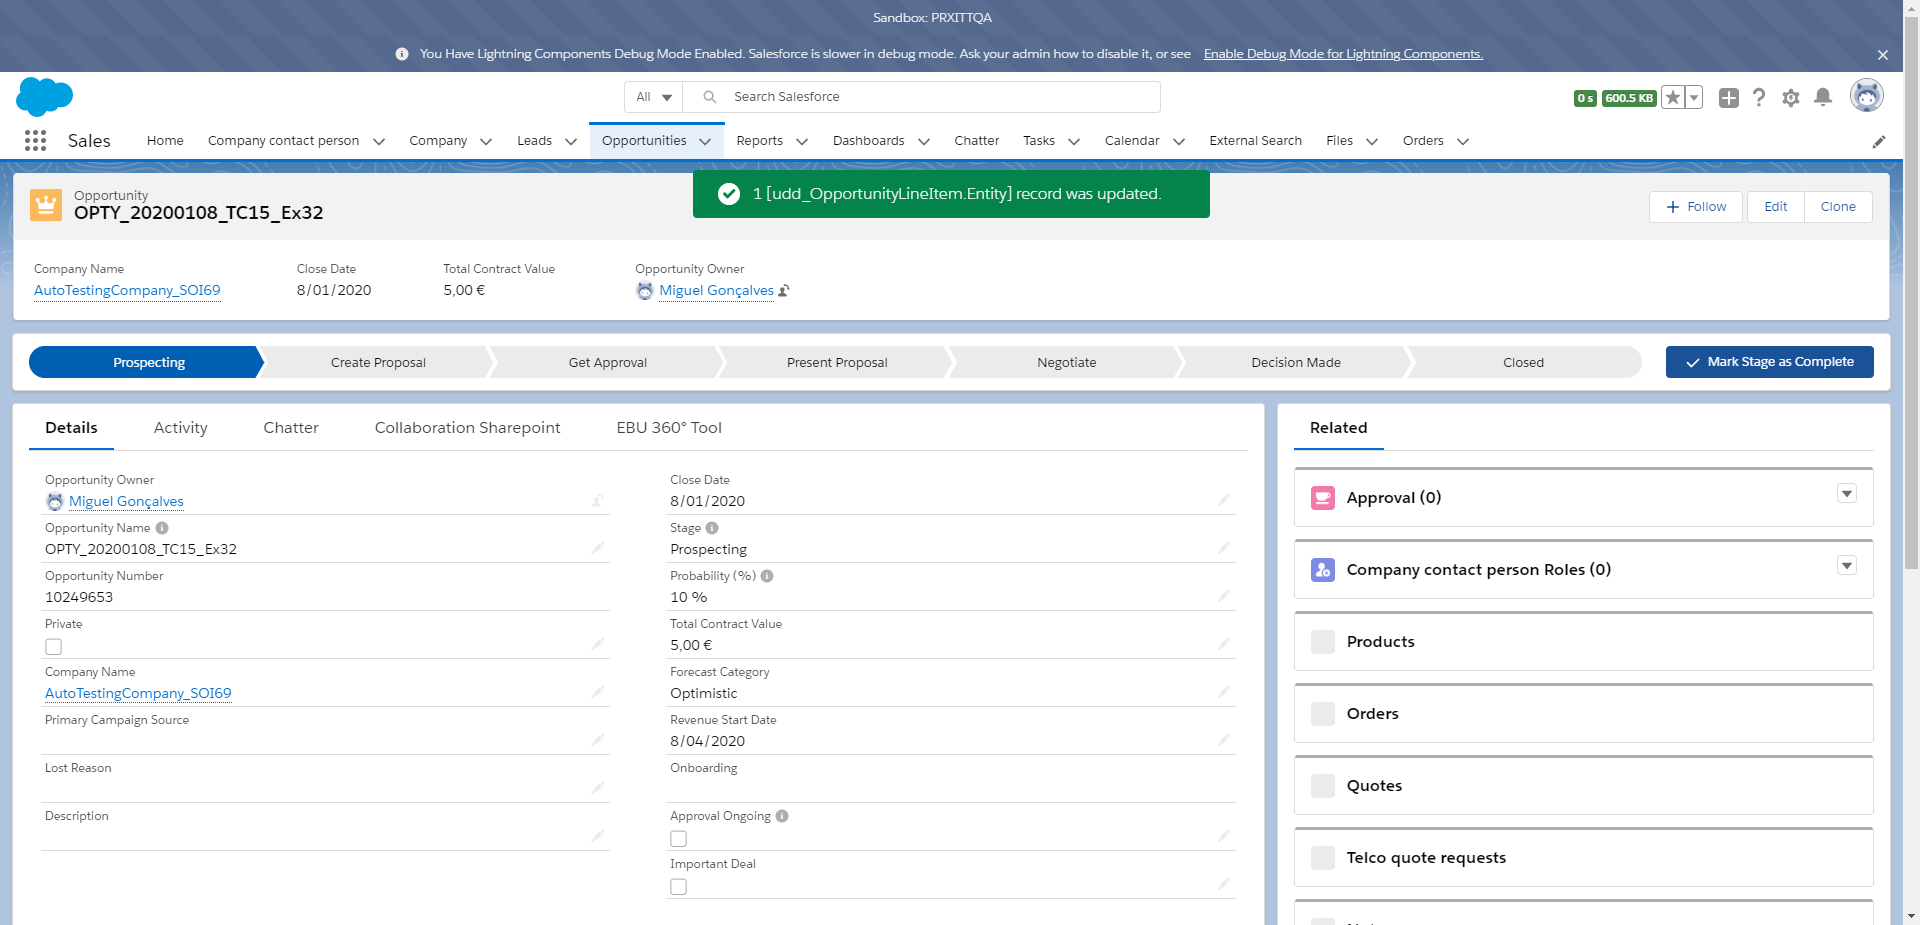 Sandbox: PRXITTQA
You Have Lightning Components Debug Mode Enabled. Salesforce is slower in debug mode. Ask your admin how to disable it, or see Enable Debug Mode for Lightning Components.
All Search Salesforce 0 s 600.5 KB
Sales Home Company contact person Company Leads Opportunities Reports Dashboards Chatter Tasks Calendar External Search Files Orders
1 [udd_OpportunityLineItem.Entity] record was updated.
Opportunity
OPTY_20200108_TC15_Ex32
Follow Edit Clone
Company Name Close Date Total Contract Value Opportunity Owner
AutoTestingCompany_SOI69 8/01/2020 5,00 € Miguel Gonçalves
Prospecting Create Proposal Get Approval Present Proposal Negotiate Decision Made Closed Mark Stage as Complete
Details Activity Chatter Collaboration Sharepoint EBU 360° Tool
Opportunity Owner
Miguel Gonçalves
Opportunity Name
OPTY_20200108_TC15_Ex32
Opportunity Number
10249653
Private
Company Name
AutoTestingCompany_SOI69
Primary Campaign Source
Lost Reason
Description
Close Date
8/01/2020
Stage
Prospecting
Probability (%)
10 %
Total Contract Value
5,00 €
Forecast Category
Optimistic
Revenue Start Date
8/04/2020
Onboarding
Approval Ongoing
Important Deal
Related
Approval (0)
Company contact person Roles (0)
Products
Orders
Quotes
Telco quote requests